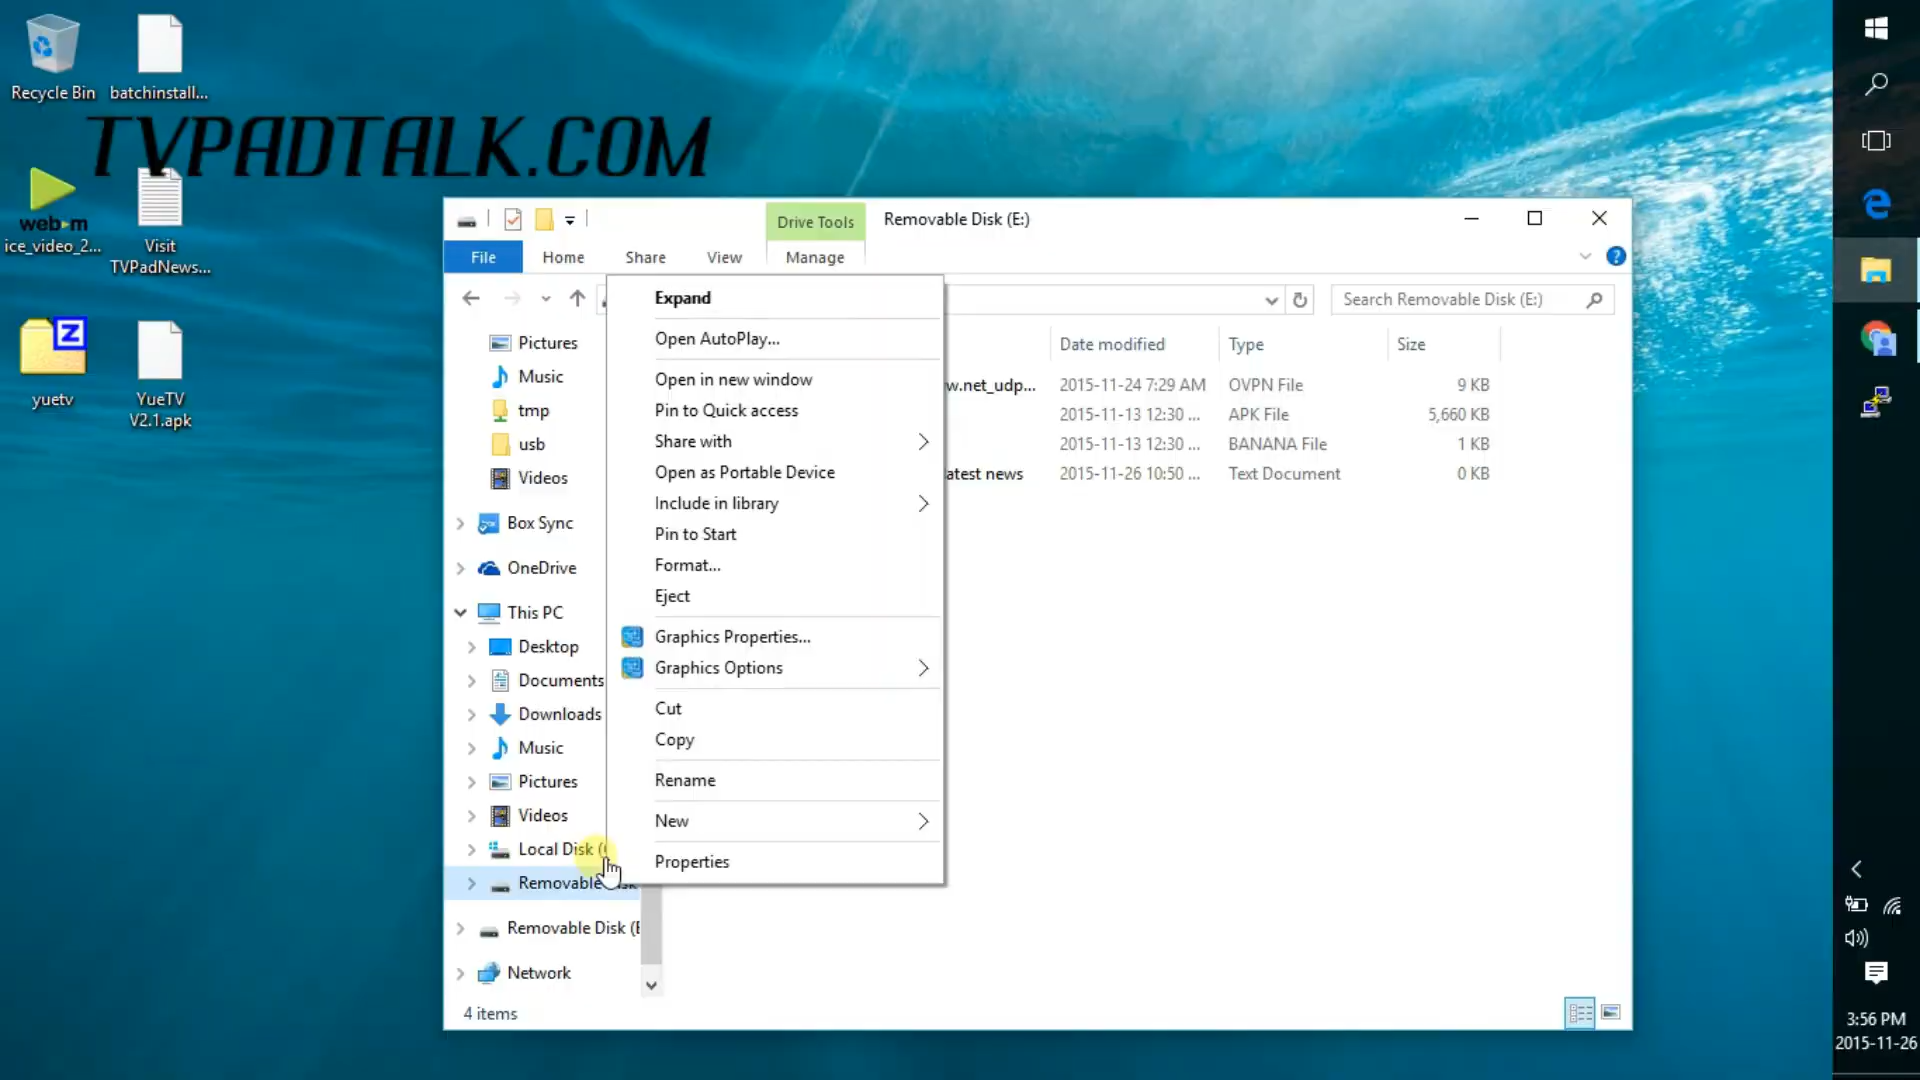 Recycle Bin
batchinstall...
TVPADTALK.COM
web-m
ice_video_2...
Visit
TVPadNews...
yuetv
YueTV
V2.1.apk
Drive Tools
Removable Disk (E:)
File
Home
Share
View
Manage
Search Removable Disk (E:)
Pictures
Music
tmp
usb
Videos
Box Sync
OneDrive
This PC
Desktop
Documents
Downloads
Music
Pictures
Videos
Local Disk (
Removable
Removable Disk (E
Network
4 items
Expand
Open AutoPlay...
Open in new window
Pin to Quick access
Share with
Open as Portable Device
Include in library
Pin to Start
Format...
Eject
Graphics Properties...
Graphics Options
Cut
Copy
Rename
New
Properties
Date modified Type Size
w.net_udp... 2015-11-24 7:29 AM OVPN File 9 KB
2015-11-13 12:30 ... APK File 5,660 KB
2015-11-13 12:30 ... BANANA File 1 KB
atest news 2015-11-26 10:50 ... Text Document 0 KB
3:56 PM
2015-11-26